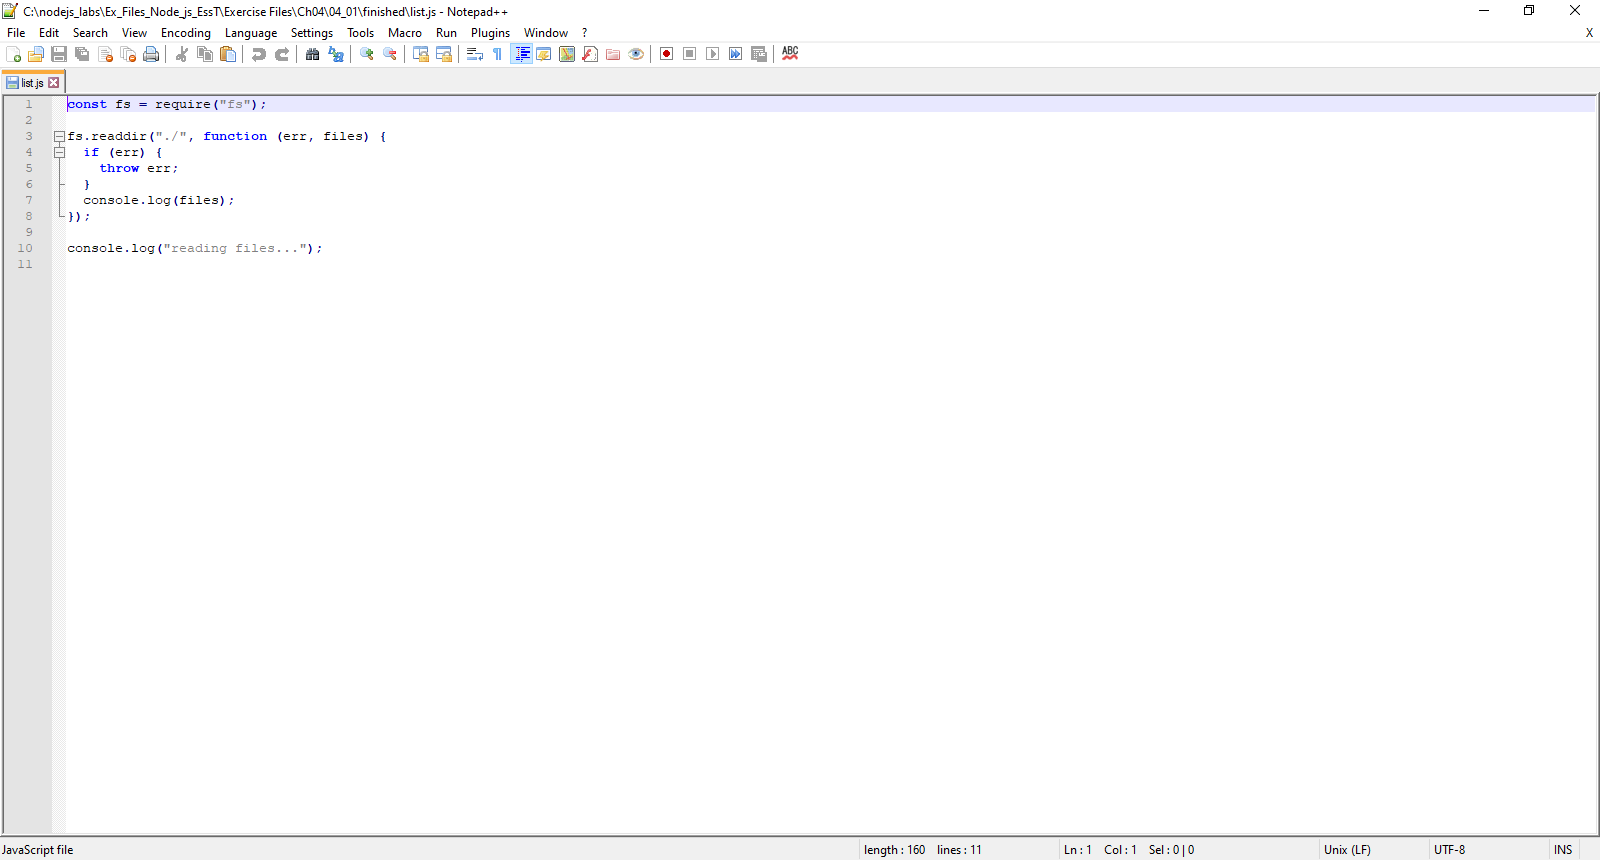 C:\nodejs_labs\Ex_Files_Node_js_EssT\Exercise Files\Ch04\04_01\finished\list.js - Notepad++
File Edit Search View Encoding Language Settings Tools Macro Run Plugins Window ? X
ABC
list.js
1 const fs = require("fs");
2
3 fs.readdir("./", function (err, files) {
4   if (err) {
5     throw err;
6   }
7   console.log(files);
8 });
9
10 console.log("reading files...");
11
JavaScript file length : 160 lines : 11 Ln : 1 Col : 1 Sel : 0 | 0 Unix (LF) UTF-8 INS